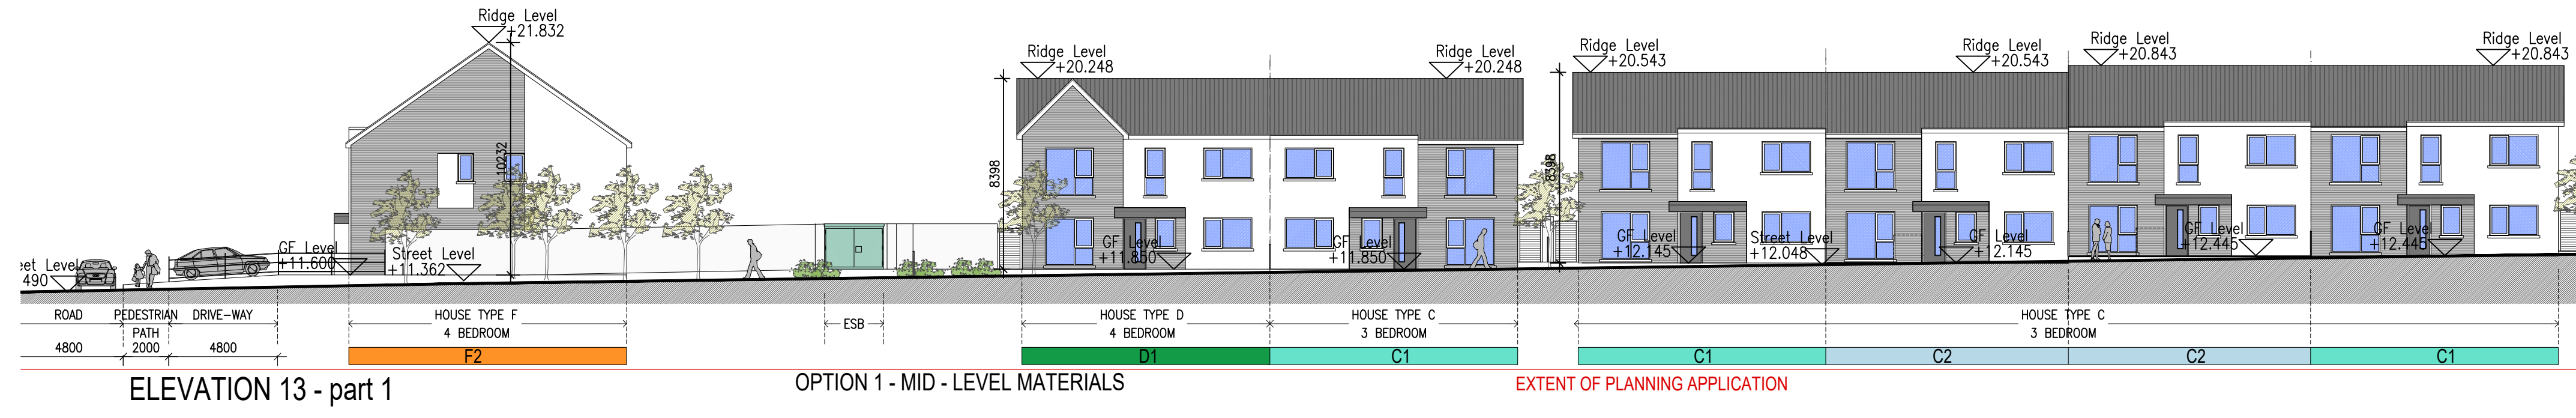 Ridge Level
+21.832
Ridge Level
+20.248
Ridge Level
+20.248
Ridge Level
+20.543
Ridge Level
+20.543
Ridge Level
+20.843
Ridge Level
+20.843
10232
8398
8398
eet Level
490
GF Level
+11.600
Street Level
+11.362
GF Level
+11.850
GF Level
+11.850
GF Level
+12.145
Street Level
+12.048
GF Level
+12.145
GF Level
+12.445
GF Level
+12.445
ROAD
PEDESTRIAN
PATH
DRIVE-WAY
4800
2000
4800
HOUSE TYPE F
4 BEDROOM
ESB
HOUSE TYPE D
4 BEDROOM
HOUSE TYPE C
3 BEDROOM
HOUSE TYPE C
3 BEDROOM
F2
D1
C1
C1
C2
C2
C1
ELEVATION 13 - part 1
OPTION 1 - MID - LEVEL MATERIALS
EXTENT OF PLANNING APPLICATION